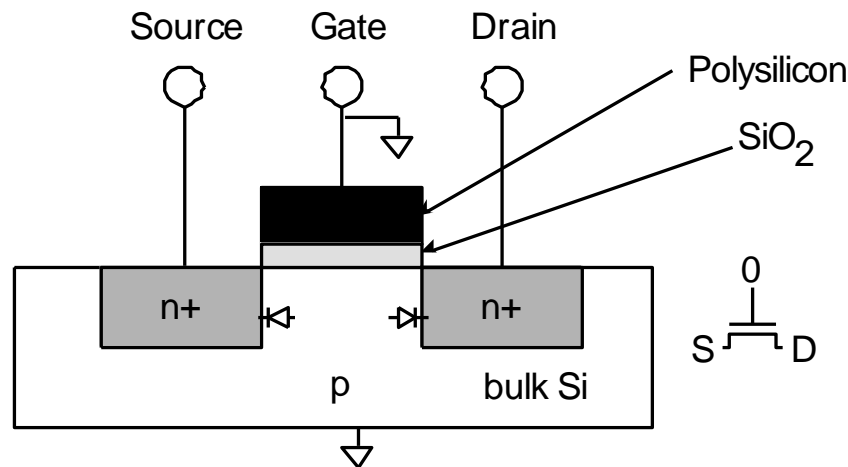 Source Gate Drain
Polysilicon
SiO2
n+ n+
0
S D
p bulk Si